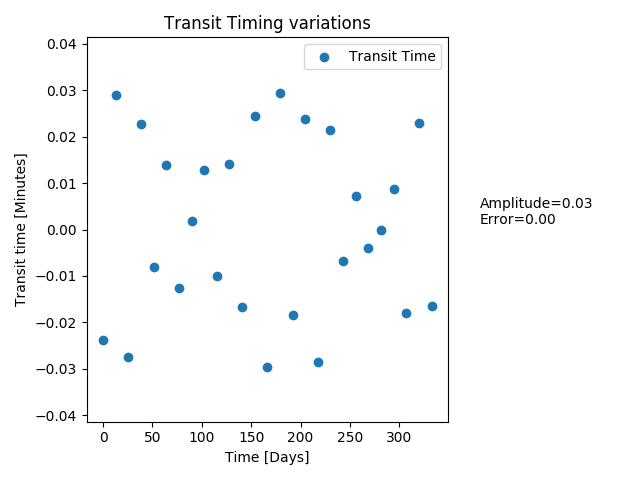 Transit Timing variations
Transit Time
0.04
0.03
0.02
0.01
0.00
−0.01
−0.02
−0.03
−0.04
Transit time [Minutes]
Amplitude=0.03
Error=0.00
0 50 100 150 200 250 300
Time [Days]